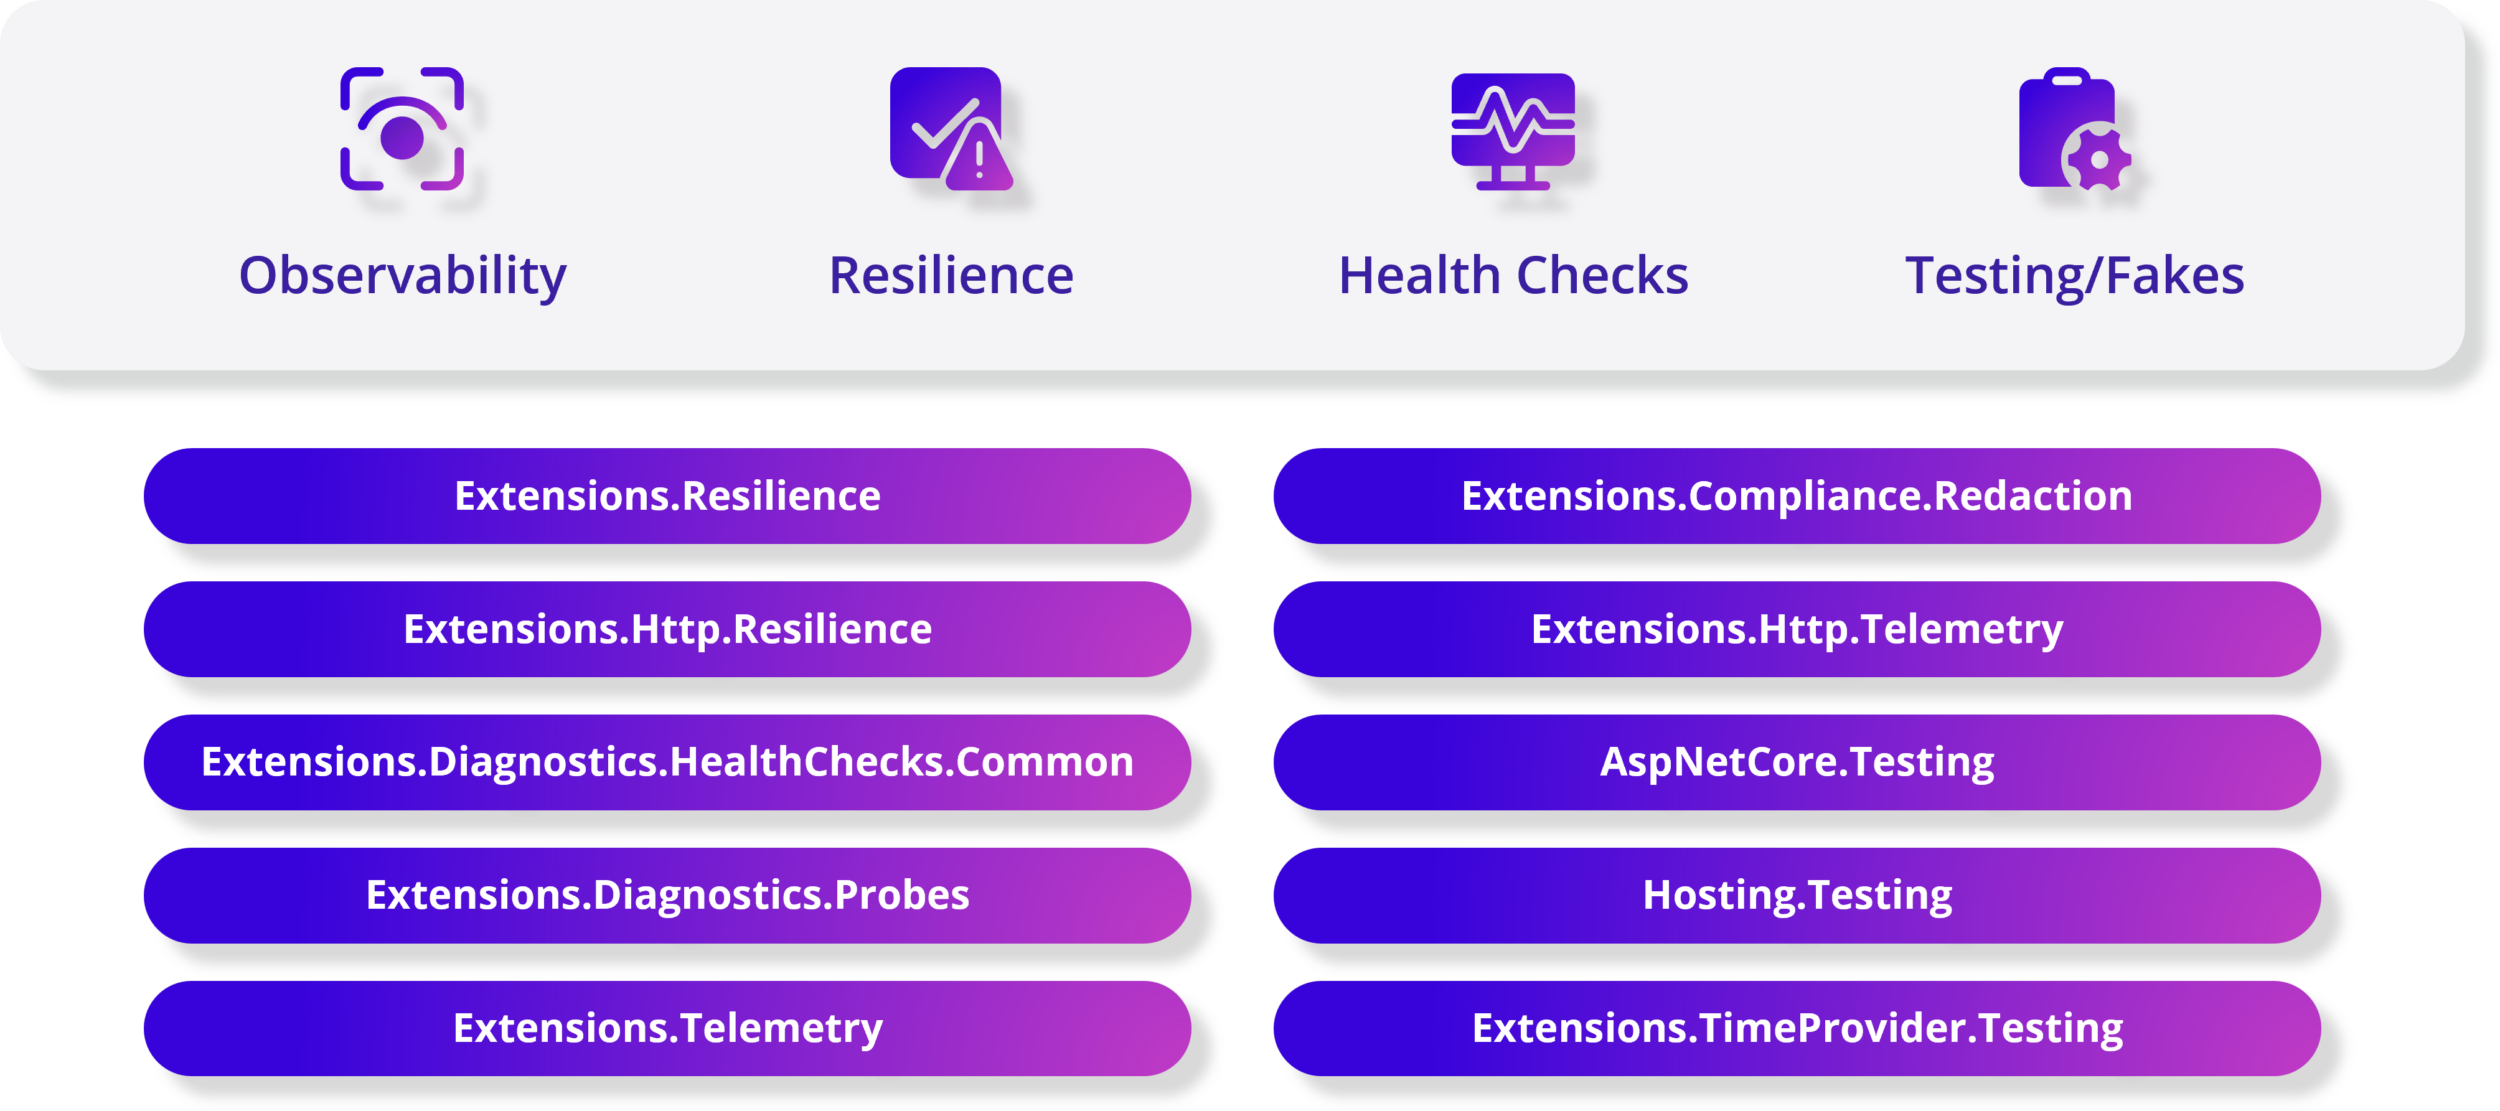 Observability
Resilience
Health Checks
Testing/Fakes
Extensions.Resilience
Extensions.Http.Resilience
Extensions.Diagnostics.HealthChecks.Common
Extensions.Diagnostics.Probes
Extensions.Telemetry
Extensions.Compliance.Redaction
Extensions.Http.Telemetry
AspNetCore.Testing
Hosting.Testing
Extensions.TimeProvider.Testing